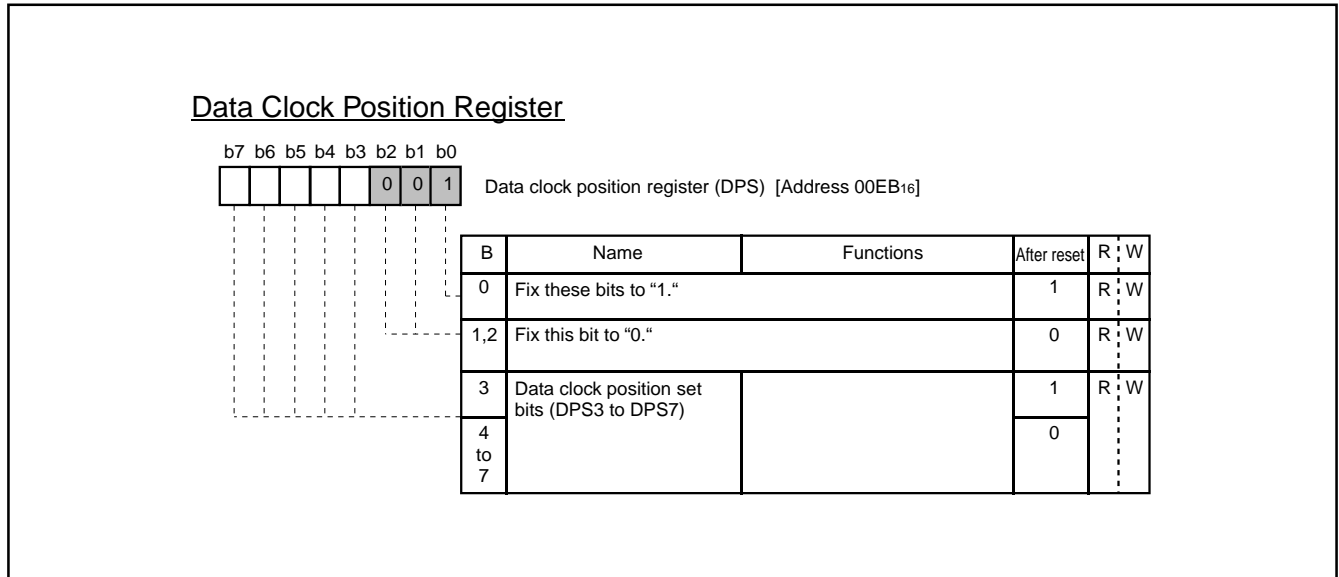 Data Clock Position Register
b7 b6 b5 b4 b3 b2 b1 b0
0 0 1
Data clock position register (DPS) [Address 00EB16]
B Name Functions After reset R W
0 Fix these bits to “1.“ 1 R W
1,2 Fix this bit to “0.“ 0 R W
3 Data clock position set 1 R W
bits (DPS3 to DPS7)
4 0
to
7